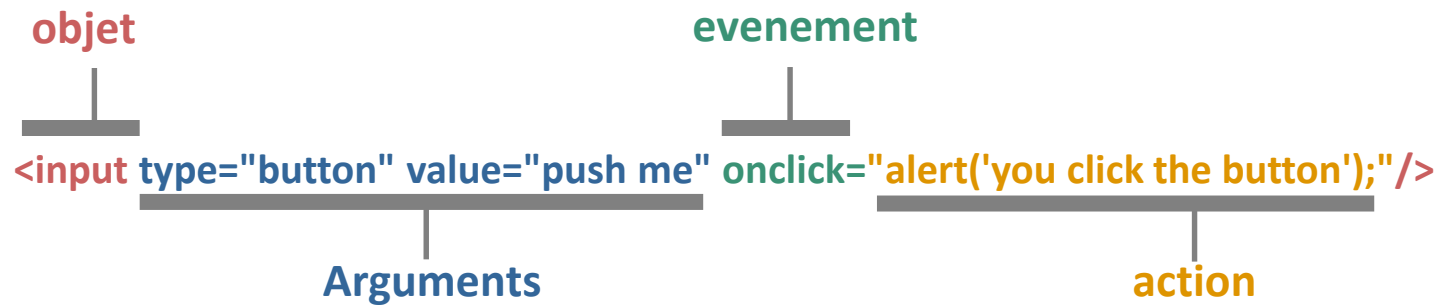 objet evenement
<input type="button" value="push me" onclick="alert('you click the button');"/>
Arguments action